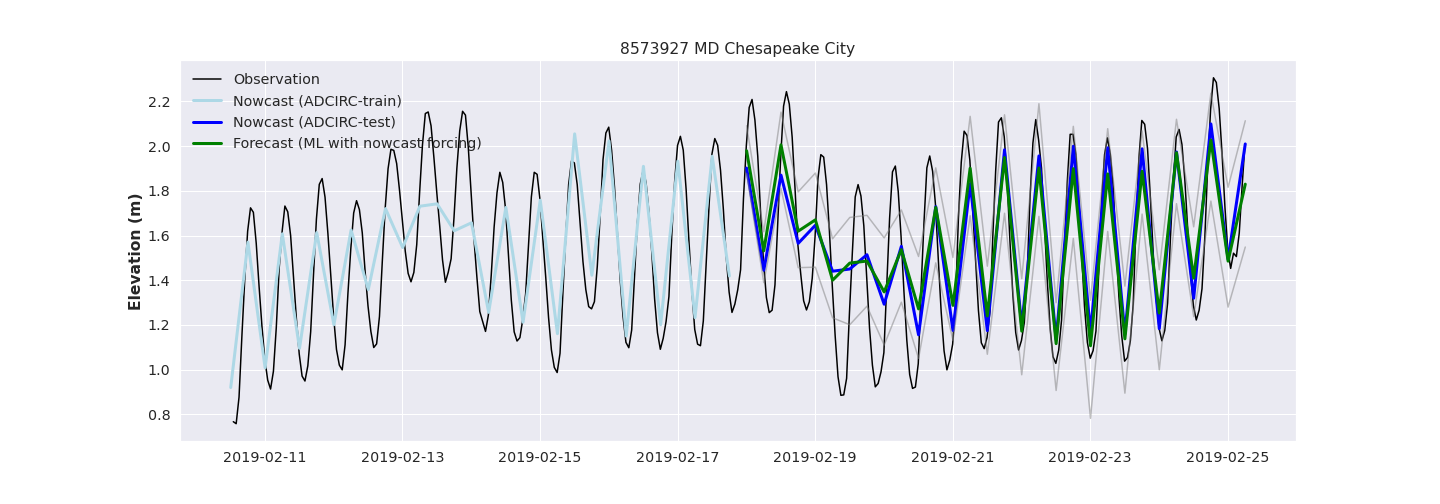 8573927 MD Chesapeake City
Observation
Nowcast (ADCIRC-train)
Nowcast (ADCIRC-test)
Forecast (ML with nowcast forcing)
Elevation (m)
2.2
2.0
1.8
1.6
1.4
1.2
1.0
0.8
2019-02-11 2019-02-13 2019-02-15 2019-02-17 2019-02-19 2019-02-21 2019-02-23 2019-02-25